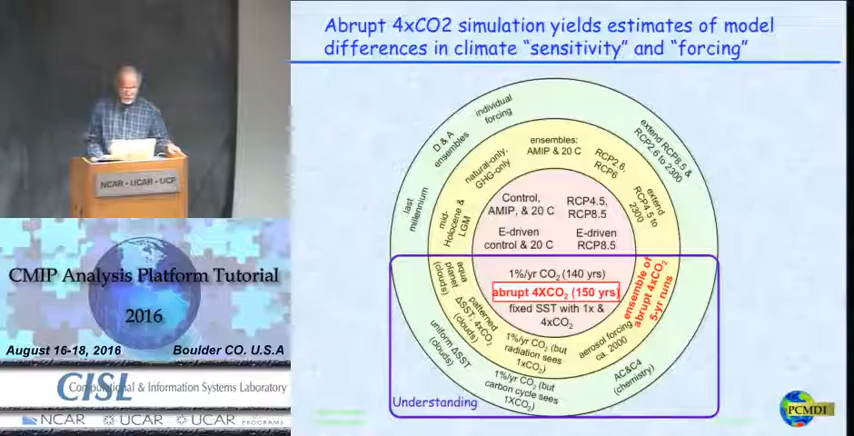 Abrupt 4xCO2 simulation yields estimates of model
differences in climate “sensitivity” and “forcing”
NCAR - UCAR - UCP
CMIP Analysis Platform Tutorial
2016
August 16-18, 2016
Boulder CO. U.S.A
CISL
Computational & Information Systems Laboratory
NCAR
UCAR
UCAR
PROGRAMS
individual
forcing
D & A
ensembles
last
millennium
extend RCP8.5 &
RCP2.6 to 2300
ensembles:
AMIP & 20 C
natural-only,
GHG-only
RCP2.6,
RCP6
mid-
Holocene &
LGM
extend
RCP4.5 to
2300
Control,
AMIP, & 20 C
RCP4.5,
RCP8.5
E-driven
control & 20 C
E-driven
RCP8.5
1%/yr CO2 (140 yrs)
abrupt 4XCO2 (150 yrs)
fixed SST with 1x &
4xCO2
aqua
planet
(clouds)
patterned
ΔSST; 4xCO2
(clouds)
uniform ΔSST
(clouds)
1%/yr CO2 (but
radiation sees
1xCO2)
1%/yr CO2 (but
carbon cycle sees
1XCO2)
aerosol forcing
ca. 2000
ensemble of
abrupt 4xCO2
5-yr runs
AC&C4
(chemistry)
Understanding
PCMDI